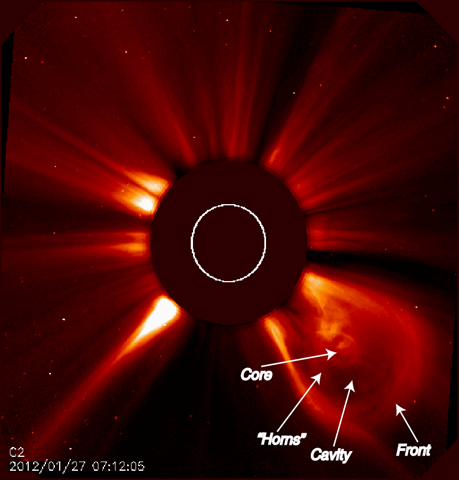 Core
"Horns"
Cavity
Front
C2
2012/01/27 07:12:05